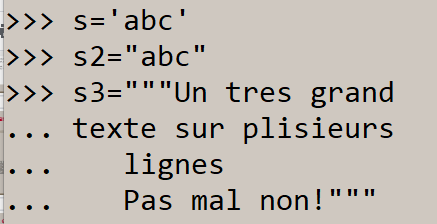 >>> s='abc'
>>> s2="abc"
>>> s3="""Un tres grand
... texte sur plisieurs
...    lignes
...    Pas mal non!"""